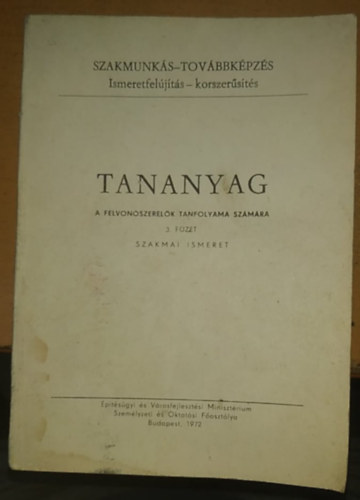 SZAKMUNKÁS–TOVÁBBKÉPZÉS
Ismeretfelújítás – korszerűsítés
TANANYAG
A FELVONOSZERELŐK TANFOLYAMA SZÁMÁRA
3. FÜZET
SZAKMAI ISMERET
Építésügyi és Városfejlesztési Minisztérium
Személyzeti és Oktatási Főosztálya
Budapest, 1972